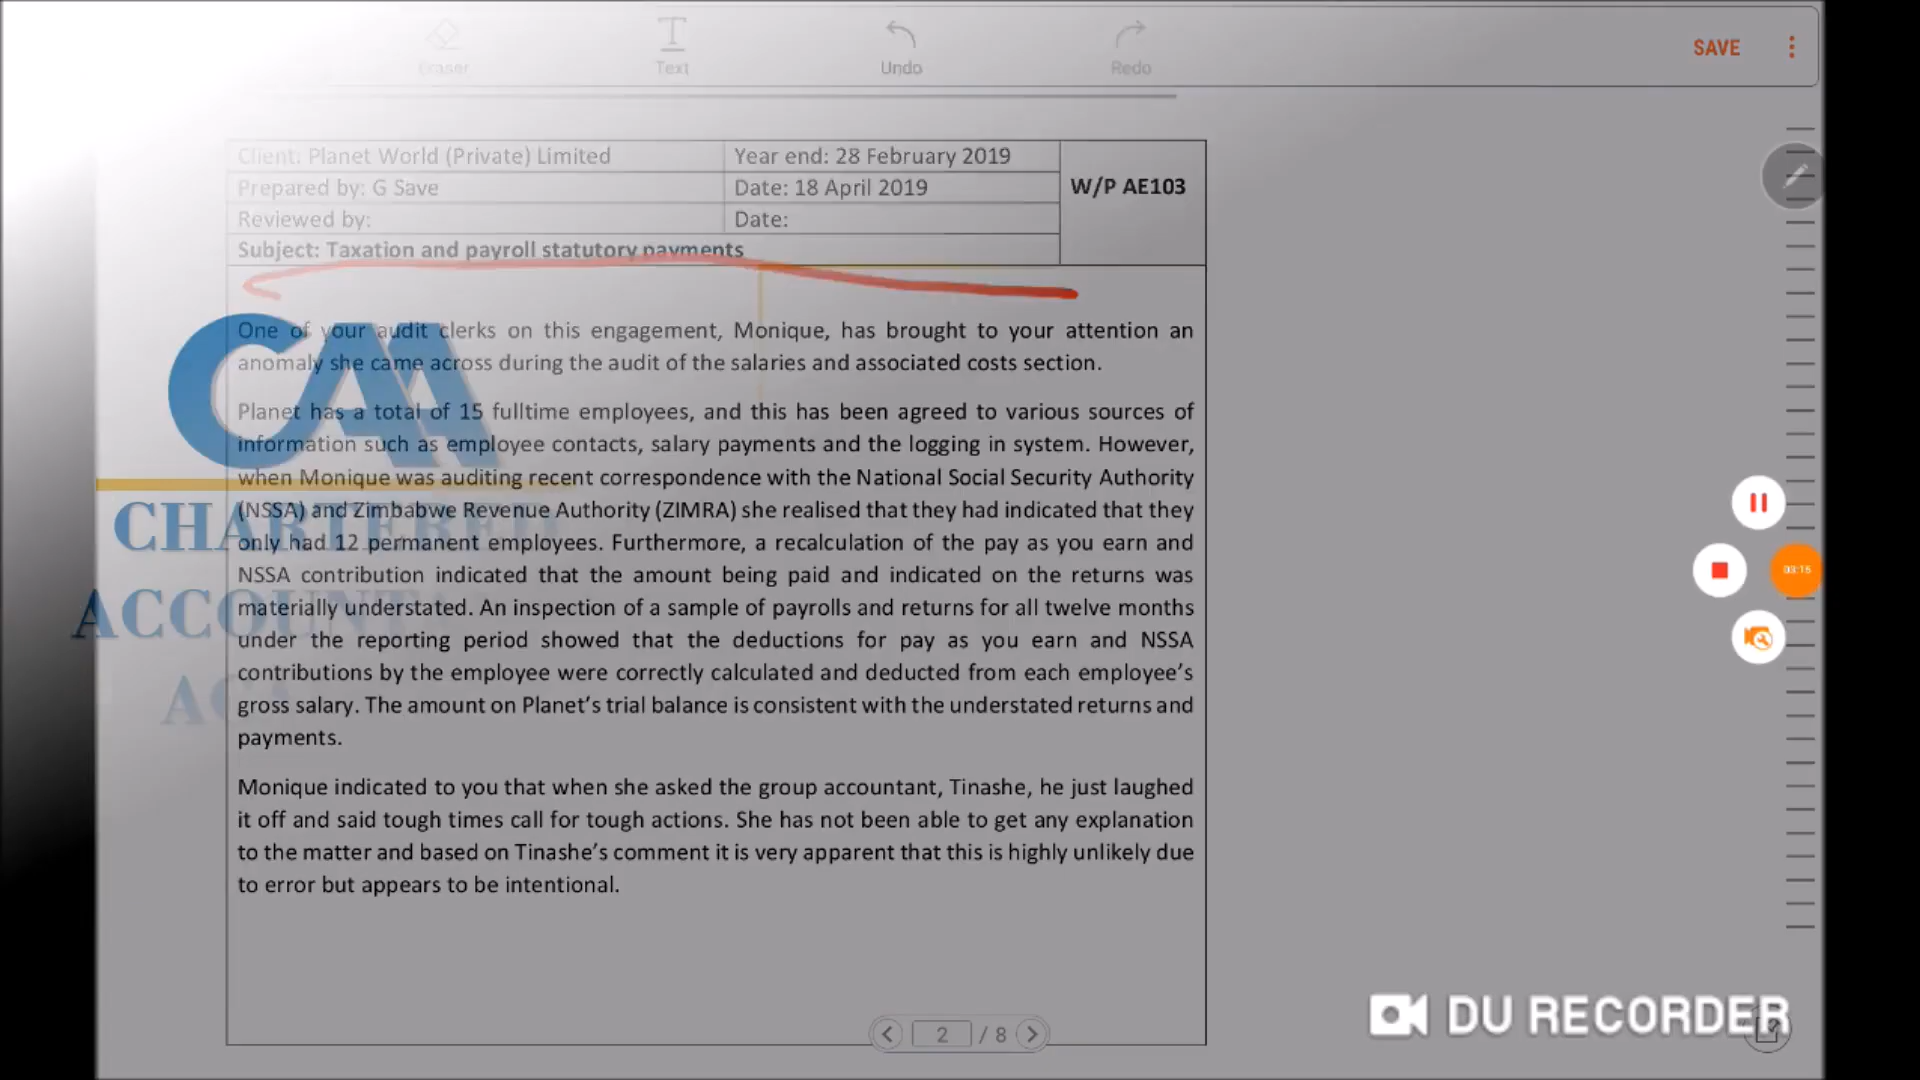 Eraser
Text
Undo
Redo
SAVE
Client: Planet World (Private) Limited
Year end: 28 February 2019
Prepared by: G Save
Date: 18 April 2019
W/P AE103
Reviewed by:
Date:
Subject: Taxation and payroll statutory payments
One of your audit clerks on this engagement, Monique, has brought to your attention an
anomaly she came across during the audit of the salaries and associated costs section.
Planet has a total of 15 fulltime employees, and this has been agreed to various sources of
information such as employee contacts, salary payments and the logging in system. However,
when Monique was auditing recent correspondence with the National Social Security Authority
(NSSA) and Zimbabwe Revenue Authority (ZIMRA) she realised that they had indicated that they
only had 12 permanent employees. Furthermore, a recalculation of the pay as you earn and
NSSA contribution indicated that the amount being paid and indicated on the returns was
materially understated. An inspection of a sample of payrolls and returns for all twelve months
under the reporting period showed that the deductions for pay as you earn and NSSA
contributions by the employee were correctly calculated and deducted from each employee's
gross salary. The amount on Planet's trial balance is consistent with the understated returns and
payments.
Monique indicated to you that when she asked the group accountant, Tinashe, he just laughed
it off and said tough times call for tough actions. She has not been able to get any explanation
to the matter and based on Tinashe's comment it is very apparent that this is highly unlikely due
to error but appears to be intentional.
CAA
CHARTERED
03:15
2 / 8
DU RECORDER